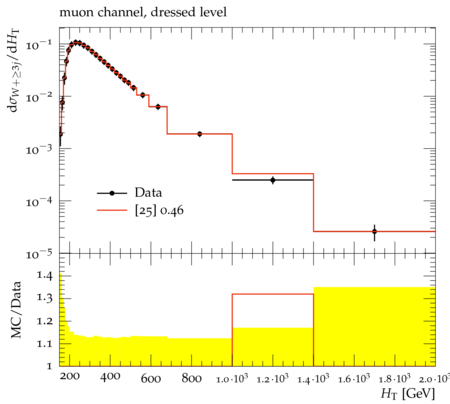 muon channel, dressed level
dσ_{W+≥3j}/dH_T
10^{-1}
10^{-2}
10^{-3}
10^{-4}
10^{-5}
Data
[25] 0.46
MC/Data
1.4
1.3
1.2
1.1
1
200 400 600 800 1.0·10^3 1.2·10^3 1.4·10^3 1.6·10^3 1.8·10^3 2.0·10^3
H_T [GeV]